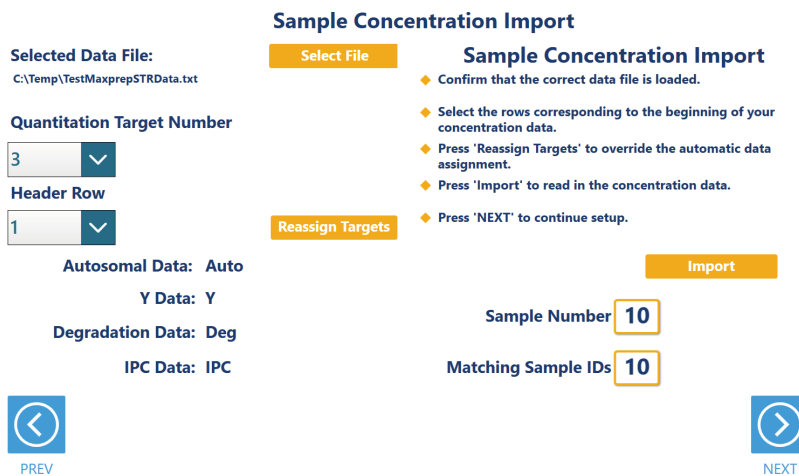 Sample Concentration Import
Selected Data File:
Select File
C:\Temp\TestMaxprepSTRData.txt
Quantitation Target Number
3
Header Row
1
Reassign Targets
Autosomal Data: Auto
Y Data: Y
Degradation Data: Deg
IPC Data: IPC
PREV
Sample Concentration Import
Confirm that the correct data file is loaded.
Select the rows corresponding to the beginning of your
concentration data.
Press 'Reassign Targets' to override the automatic data
assignment.
Press 'Import' to read in the concentration data.
Press 'NEXT' to continue setup.
Import
Sample Number 10
Matching Sample IDs 10
NEXT